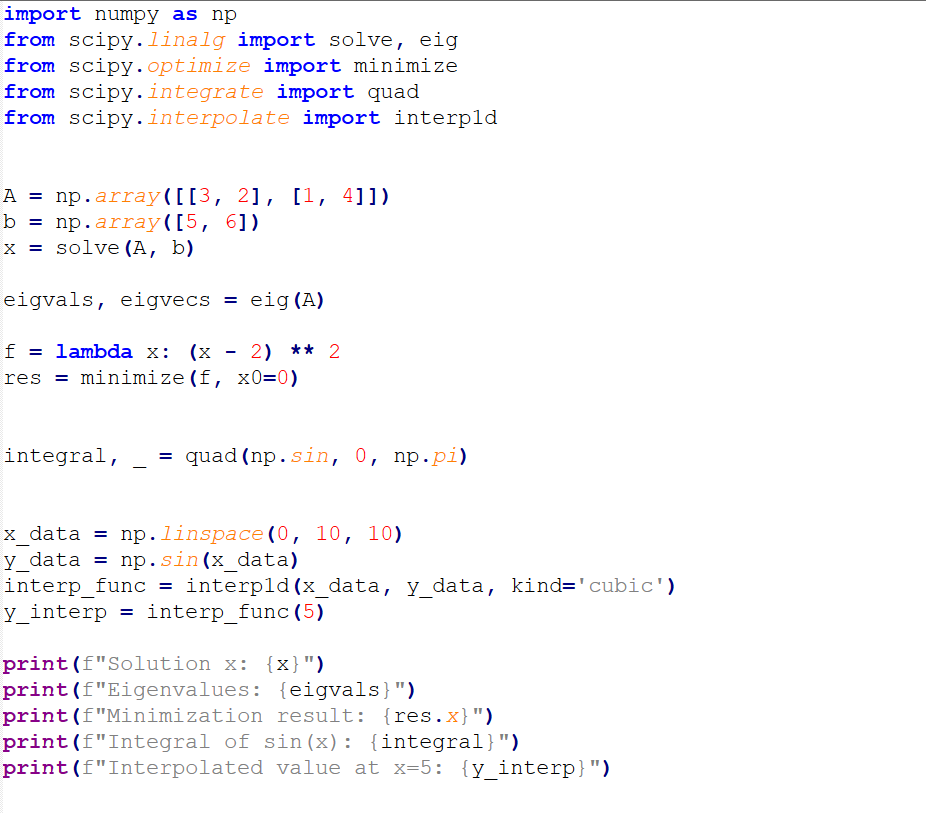 import numpy as np
from scipy.linalg import solve, eig
from scipy.optimize import minimize
from scipy.integrate import quad
from scipy.interpolate import interp1d
A = np.array([[3, 2], [1, 4]])
b = np.array([5, 6])
x = solve(A, b)
eigvals, eigvecs = eig(A)
f = lambda x: (x - 2) ** 2
res = minimize(f, x0=0)
integral, _ = quad(np.sin, 0, np.pi)
x_data = np.linspace(0, 10, 10)
y_data = np.sin(x_data)
interp_func = interp1d(x_data, y_data, kind='cubic')
y_interp = interp_func(5)
print(f"Solution x: {x}")
print(f"Eigenvalues: {eigvals}")
print(f"Minimization result: {res.x}")
print(f"Integral of sin(x): {integral}")
print(f"Interpolated value at x=5: {y_interp}")